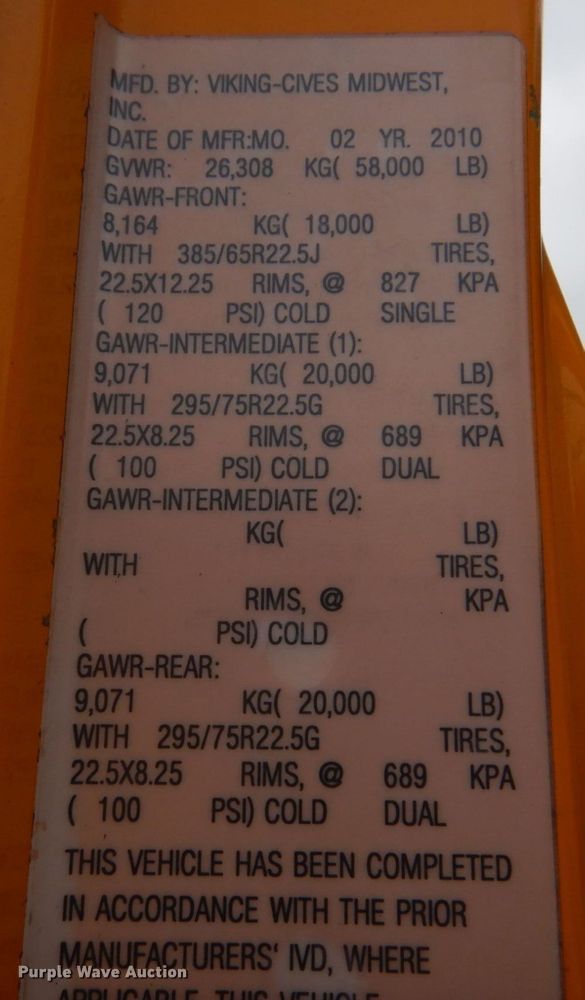 MFD. BY: VIKING-CIVES MIDWEST,
INC.
DATE OF MFR:MO. 02 YR. 2010
GVWR: 26,308 KG( 58,000 LB)
GAWR-FRONT:
8,164 KG( 18,000 LB)
WITH 385/65R22.5J TIRES,
22.5X12.25 RIMS, @ 827 KPA
( 120 PSI) COLD SINGLE
GAWR-INTERMEDIATE (1):
9,071 KG( 20,000 LB)
WITH 295/75R22.5G TIRES,
22.5X8.25 RIMS, @ 689 KPA
( 100 PSI) COLD DUAL
GAWR-INTERMEDIATE (2):
KG( LB)
WITH TIRES,
RIMS, @ KPA
( PSI) COLD
GAWR-REAR:
9,071 KG( 20,000 LB)
WITH 295/75R22.5G TIRES,
22.5X8.25 RIMS, @ 689 KPA
( 100 PSI) COLD DUAL
THIS VEHICLE HAS BEEN COMPLETED
IN ACCORDANCE WITH THE PRIOR
MANUFACTURERS' IVD, WHERE
APPLICABLE. THIS VEHICLE
Purple Wave Auction